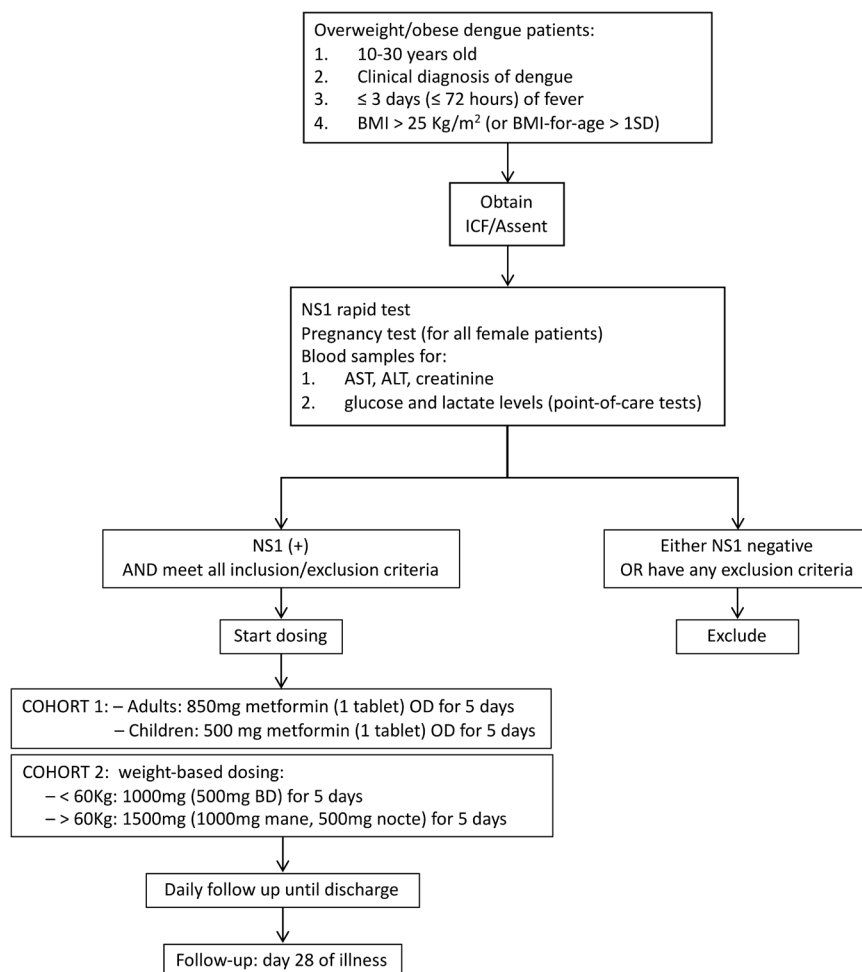 Overweight/obese dengue patients:
1. 10-30 years old
2. Clinical diagnosis of dengue
3. ≤ 3 days (≤ 72 hours) of fever
4. BMI > 25 Kg/m² (or BMI-for-age > 1SD)
Obtain
ICF/Assent
NS1 rapid test
Pregnancy test (for all female patients)
Blood samples for:
1. AST, ALT, creatinine
2. glucose and lactate levels (point-of-care tests)
NS1 (+)
AND meet all inclusion/exclusion criteria
Either NS1 negative
OR have any exclusion criteria
Start dosing
Exclude
COHORT 1: – Adults: 850mg metformin (1 tablet) OD for 5 days
– Children: 500 mg metformin (1 tablet) OD for 5 days
COHORT 2: weight-based dosing:
– < 60Kg: 1000mg (500mg BD) for 5 days
– > 60Kg: 1500mg (1000mg mane, 500mg nocte) for 5 days
Daily follow up until discharge
Follow-up: day 28 of illness